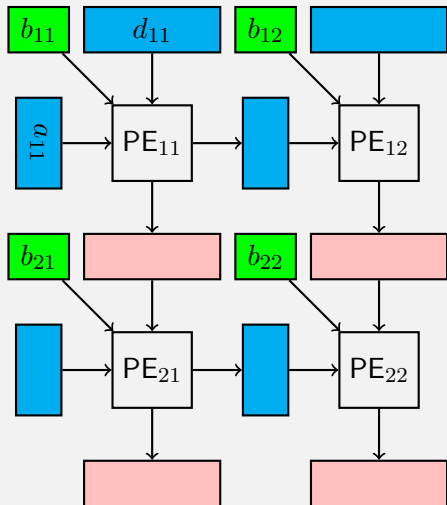 b₁₁ d₁₁ b₁₂
a₁₁ PE₁₁ PE₁₂
b₂₁ b₂₂
PE₂₁ PE₂₂